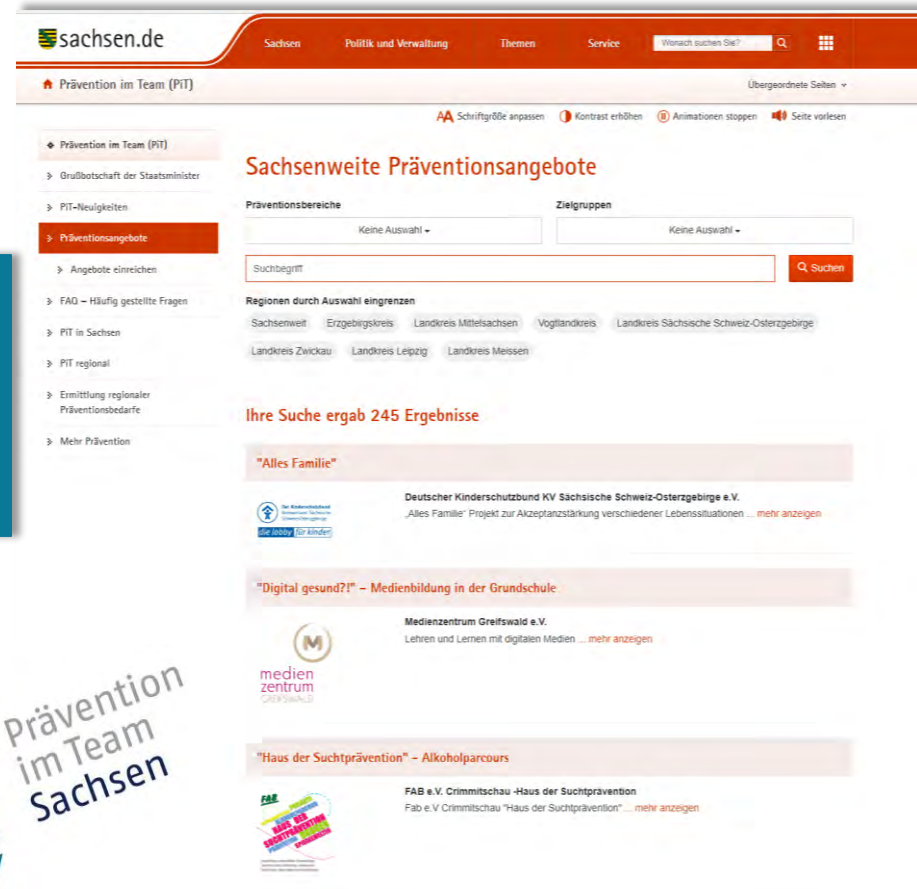 sachsen.de
Sachsen Politik und Verwaltung Themen Service Wonach suchen Sie?
Prävention im Team (PiT)
Übergeordnete Seiten
AA Schriftgröße anpassen Kontrast erhöhen Animationen stoppen Seite vorlesen
Prävention im Team (PiT)
Grußbotschaft der Staatsminister
PiT-Neuigkeiten
Präventionsangebote
Angebote einreichen
FAQ – Häufig gestellte Fragen
PiT in Sachsen
PiT regional
Ermittlung regionaler
Präventionsbedarfe
Mehr Prävention
Sachsenweite Präventionsangebote
Präventionsbereiche Zielgruppen
Keine Auswahl Keine Auswahl
Suchbegriff Suchen
Regionen durch Auswahl eingrenzen
Sachsenweit Erzgebirgskreis Landkreis Mittelsachsen Vogtlandkreis Landkreis Sächsische Schweiz-Osterzgebirge
Landkreis Zwickau Landkreis Leipzig Landkreis Meissen
Ihre Suche ergab 245 Ergebnisse
"Alles Familie"
Der Kinderschutzbund
die lobby für kinder
Deutscher Kinderschutzbund KV Sächsische Schweiz-Osterzgebirge e.V.
„Alles Familie“ Projekt zur Akzeptanzstärkung verschiedener Lebenssituationen ... mehr anzeigen
"Digital gesund?!" – Medienbildung in der Grundschule
M
medien
zentrum
GREIFSWALD
Medienzentrum Greifswald e.V.
Lehren und Lernen mit digitalen Medien ... mehr anzeigen
"Haus der Suchtprävention" – Alkoholparcours
FAB
HAUS DER
SUCHTPRÄVENTION
FAB e.V. Crimmitschau -Haus der Suchtprävention
Fab e.V Crimmitschau "Haus der Suchtprävention" ... mehr anzeigen
Prävention
im Team
Sachsen